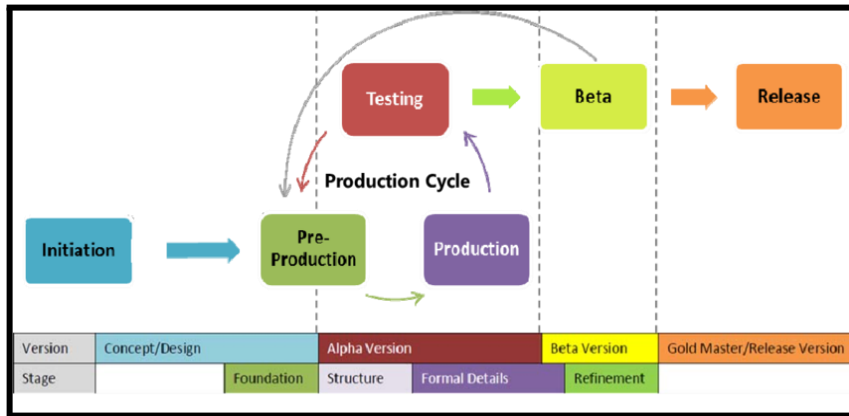 Testing
Beta
Release
Production Cycle
Initiation
Pre-
Production
Production
Version Concept/Design Alpha Version Beta Version Gold Master/Release Version
Stage Foundation Structure Formal Details Refinement